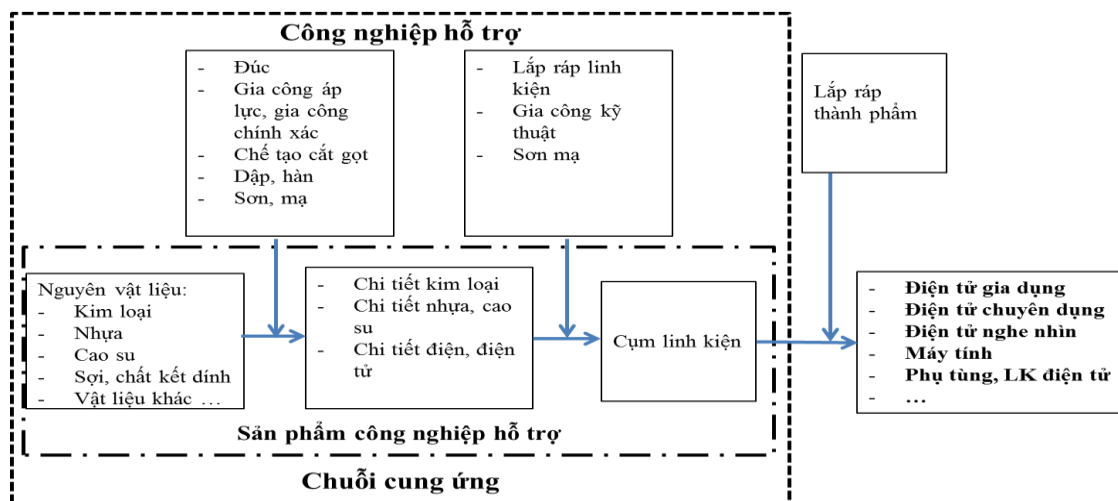 Công nghiệp hỗ trợ
- Đúc
- Gia công áp
lực, gia công
chính xác
- Chế tạo cắt gọt
- Dập, hàn
- Sơn, mạ
- Lắp ráp linh
kiện
- Gia công kỹ
thuật
- Sơn mạ
Lắp ráp
thành phẩm
Nguyên vật liệu:
- Kim loại
- Nhựa
- Cao su
- Sợi, chất kết dính
- Vật liệu khác …
- Chi tiết kim loại
- Chi tiết nhựa, cao
su
- Chi tiết điện, điện
tử
Cụm linh kiện
- Điện tử gia dụng
- Điện tử chuyên dụng
- Điện tử nghe nhìn
- Máy tính
- Phụ tùng, LK điện tử
- …
Sản phẩm công nghiệp hỗ trợ
Chuỗi cung ứng